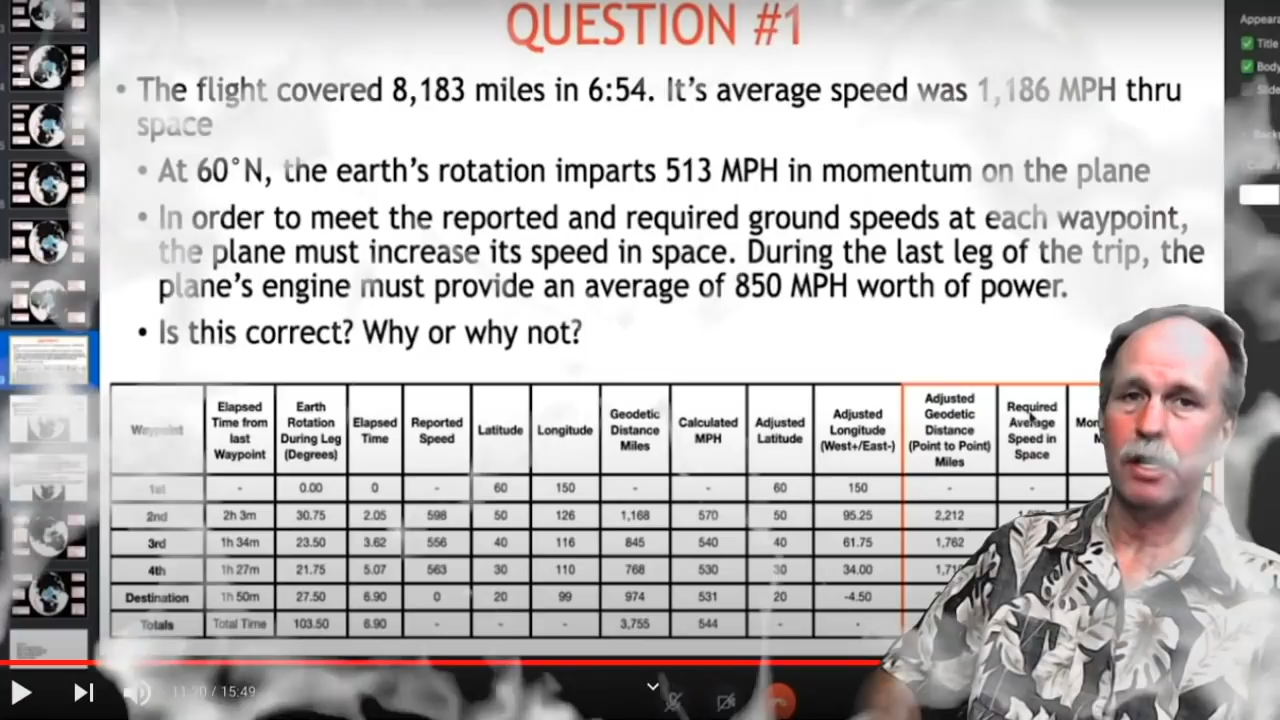 QUESTION #1
• The flight covered 8,183 miles in 6:54. It's average speed was 1,186 MPH thru
space
• At 60°N, the earth's rotation imparts 513 MPH in momentum on the plane
• In order to meet the reported and required ground speeds at each waypoint,
the plane must increase its speed in space. During the last leg of the trip, the
plane's engine must provide an average of 850 MPH worth of power.
• Is this correct? Why or why not?
Waypoint Elapsed Time from last Waypoint Earth Rotation During Leg (Degrees) Elapsed Time Reported Speed Latitude Longitude Geodetic Distance Miles Calculated MPH Adjusted Latitude Adjusted Longitude (West+/East-) Adjusted Geodetic Distance (Point to Point) Miles Required Average Speed in Space
1st - 0.00 0 - 60 150 - - 60 150 - -
2nd 2h 3m 30.75 2.05 598 50 126 1,168 570 50 95.25 2,212
3rd 1h 34m 23.50 3.62 556 40 116 845 540 40 61.75 1,762
4th 1h 27m 21.75 5.07 563 30 110 768 530 30 34.00
Destination 1h 50m 27.50 6.90 0 20 99 974 531 20 -4.50
Totals Total Time 103.50 6.90 - - - 3,755 544 - -
11:20 / 15:49
Title
Body